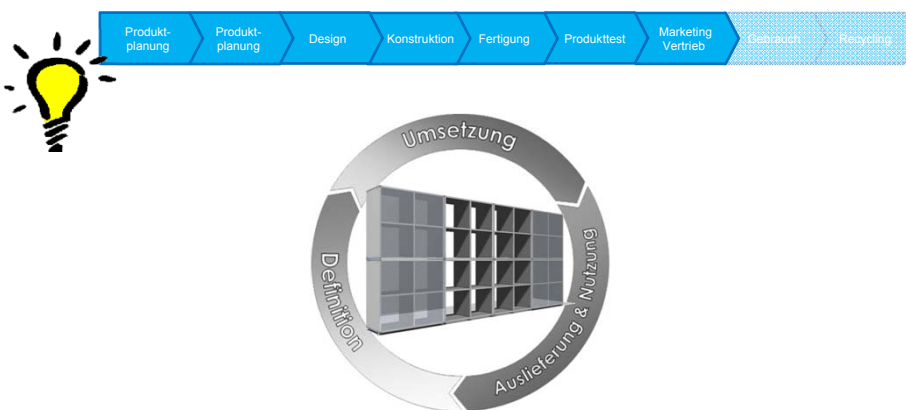 Produkt-
planung
Produkt-
planung
Design
Konstruktion
Fertigung
Produkttest
Marketing
Vertrieb
Gebrauch
Recycling
Umsetzung
Definition
Auslieferung & Nutzung